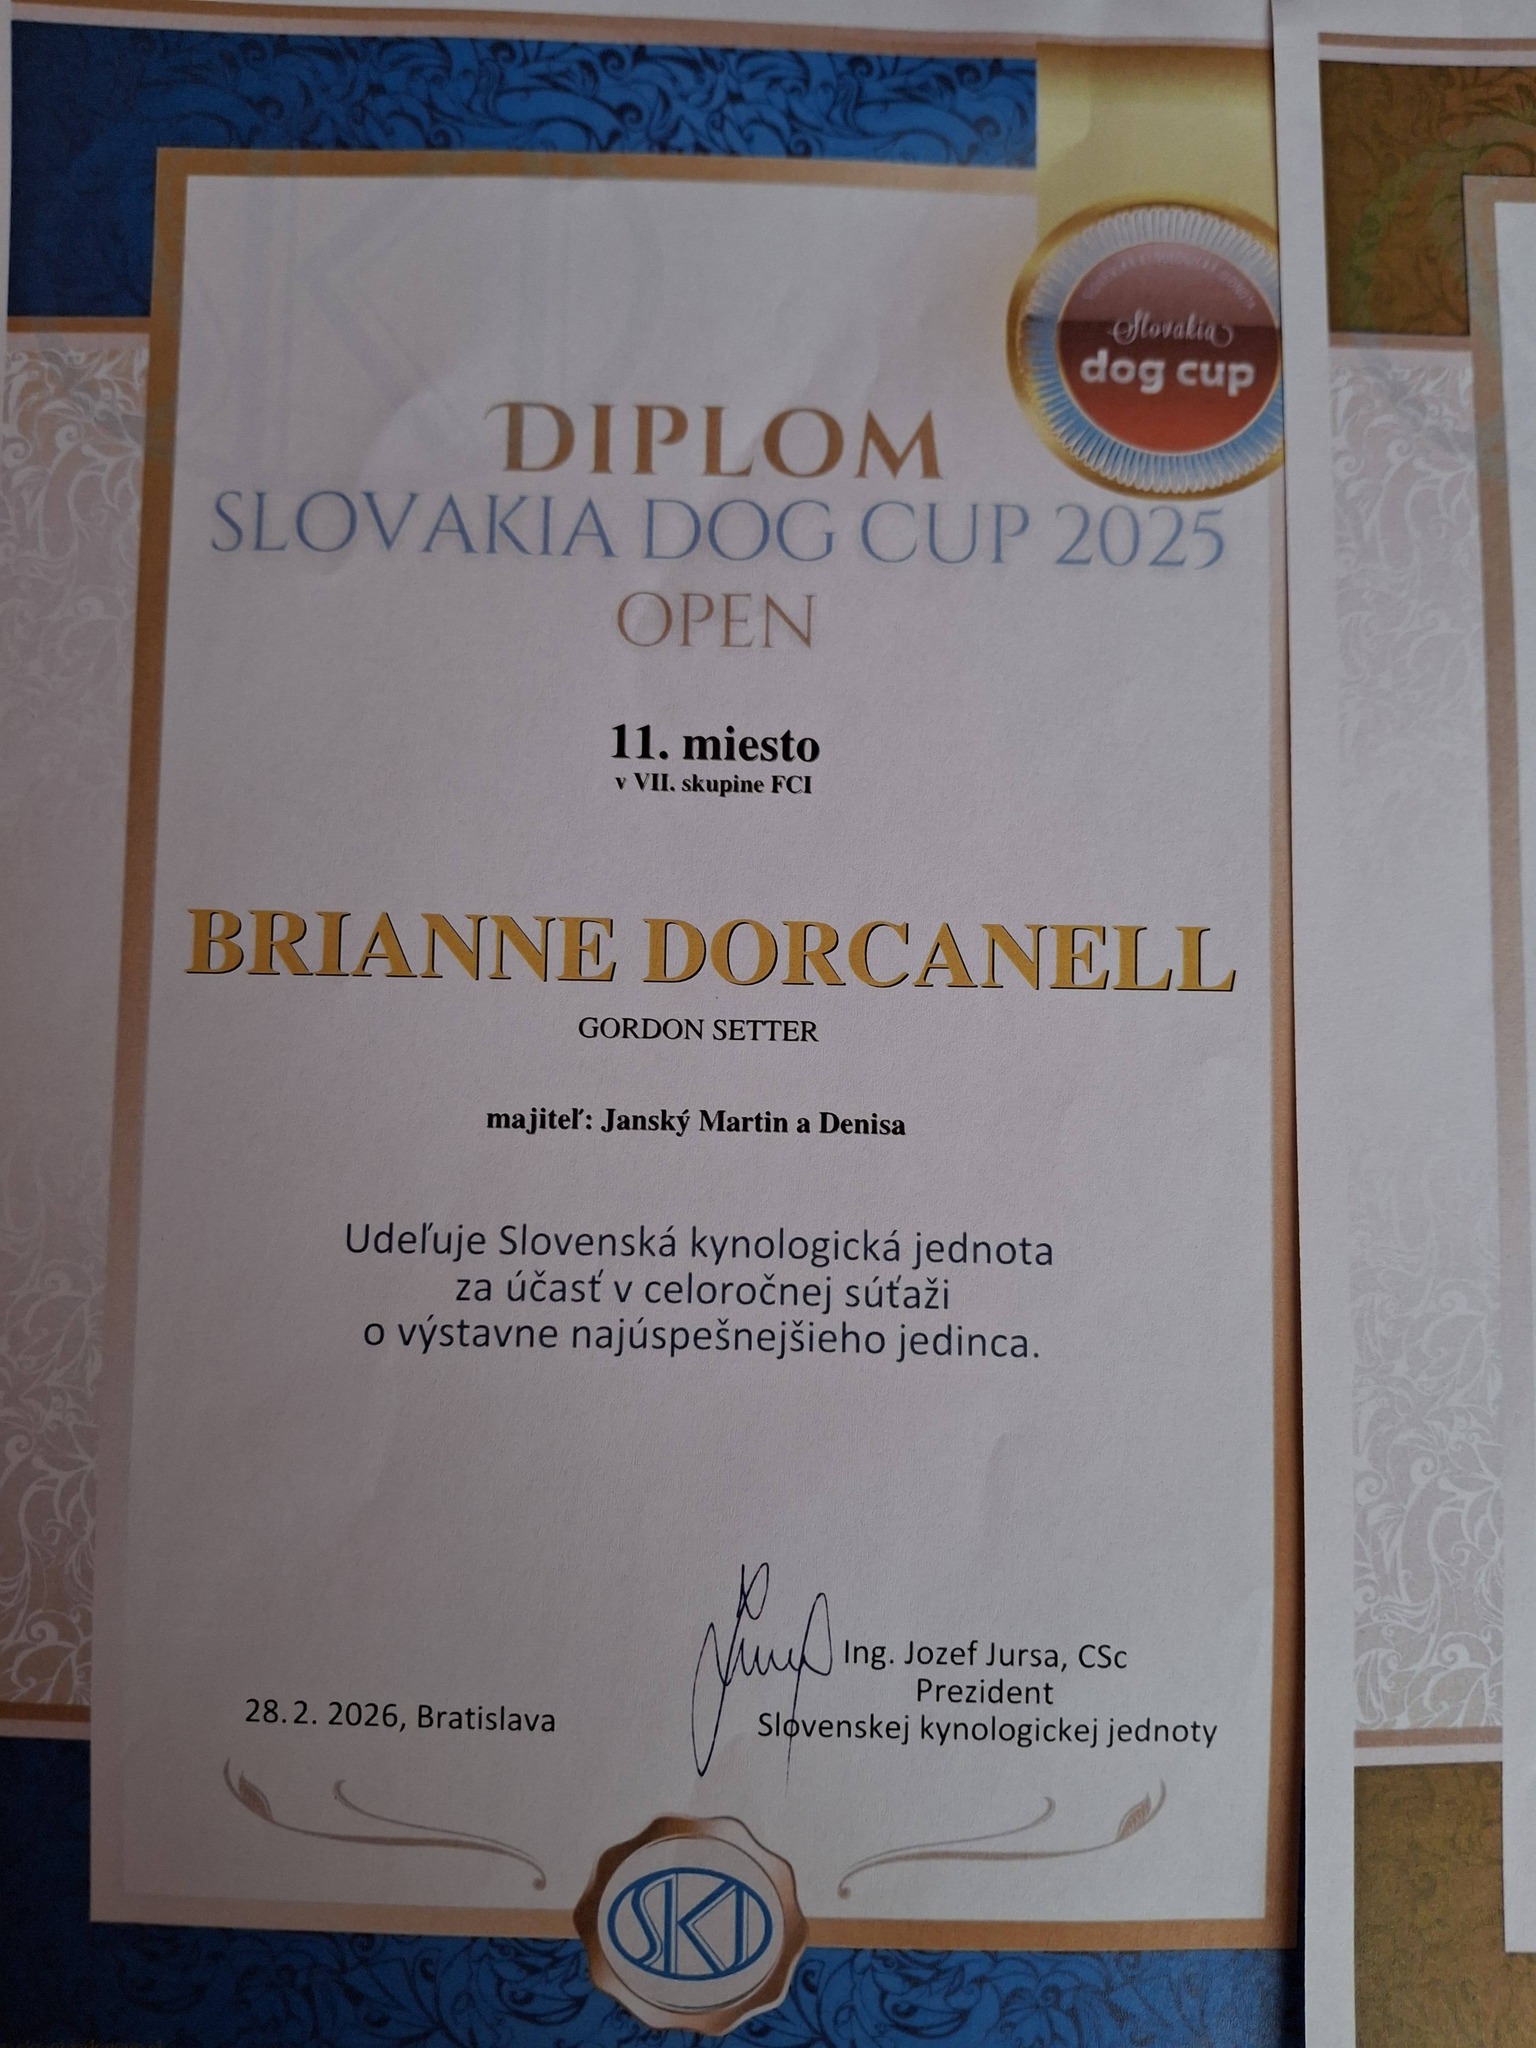 Slovakia
dog cup
DIPLOM
SLOVAKIA DOG CUP 2025
OPEN
11. miesto
v VII. skupine FCI
BRIANNE DORCANELL
GORDON SETTER
majiteľ: Janský Martin a Denisa
Udeľuje Slovenská kynologická jednota
za účasť v celoročnej súťaži
o výstavne najúspešnejšieho jedinca.
Ing. Jozef Jursa, CSc
Prezident
Slovenskej kynologickej jednoty
28.2. 2026, Bratislava
SKJ